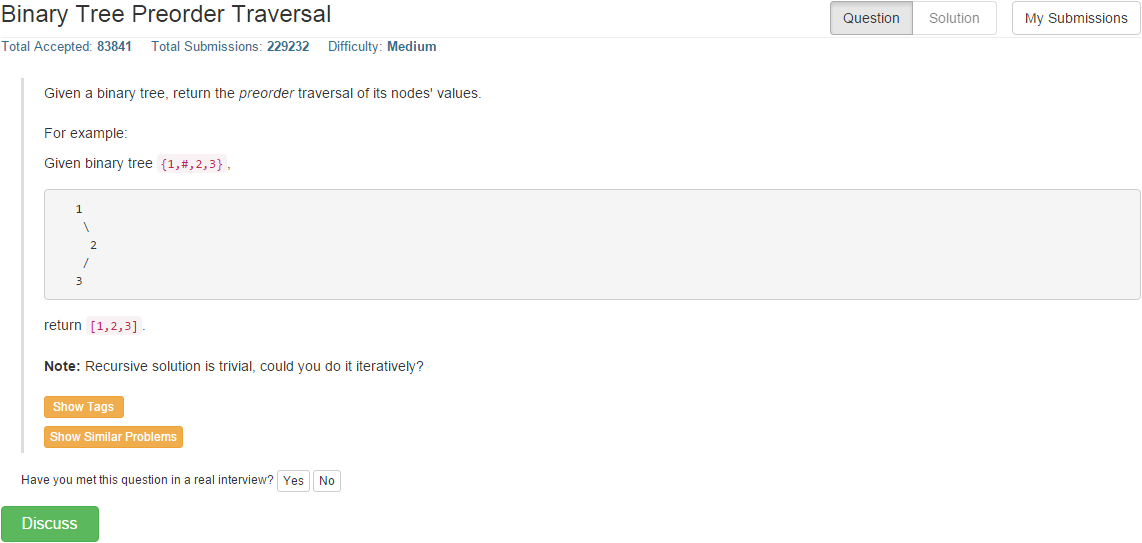 Binary Tree Preorder Traversal
Question Solution My Submissions
Total Accepted: 83841 Total Submissions: 229232 Difficulty: Medium
Given a binary tree, return the preorder traversal of its nodes' values.
For example:
Given binary tree {1,#,2,3},
1
\
2
/
3
return [1,2,3].
Note: Recursive solution is trivial, could you do it iteratively?
Show Tags
Show Similar Problems
Have you met this question in a real interview? Yes No
Discuss